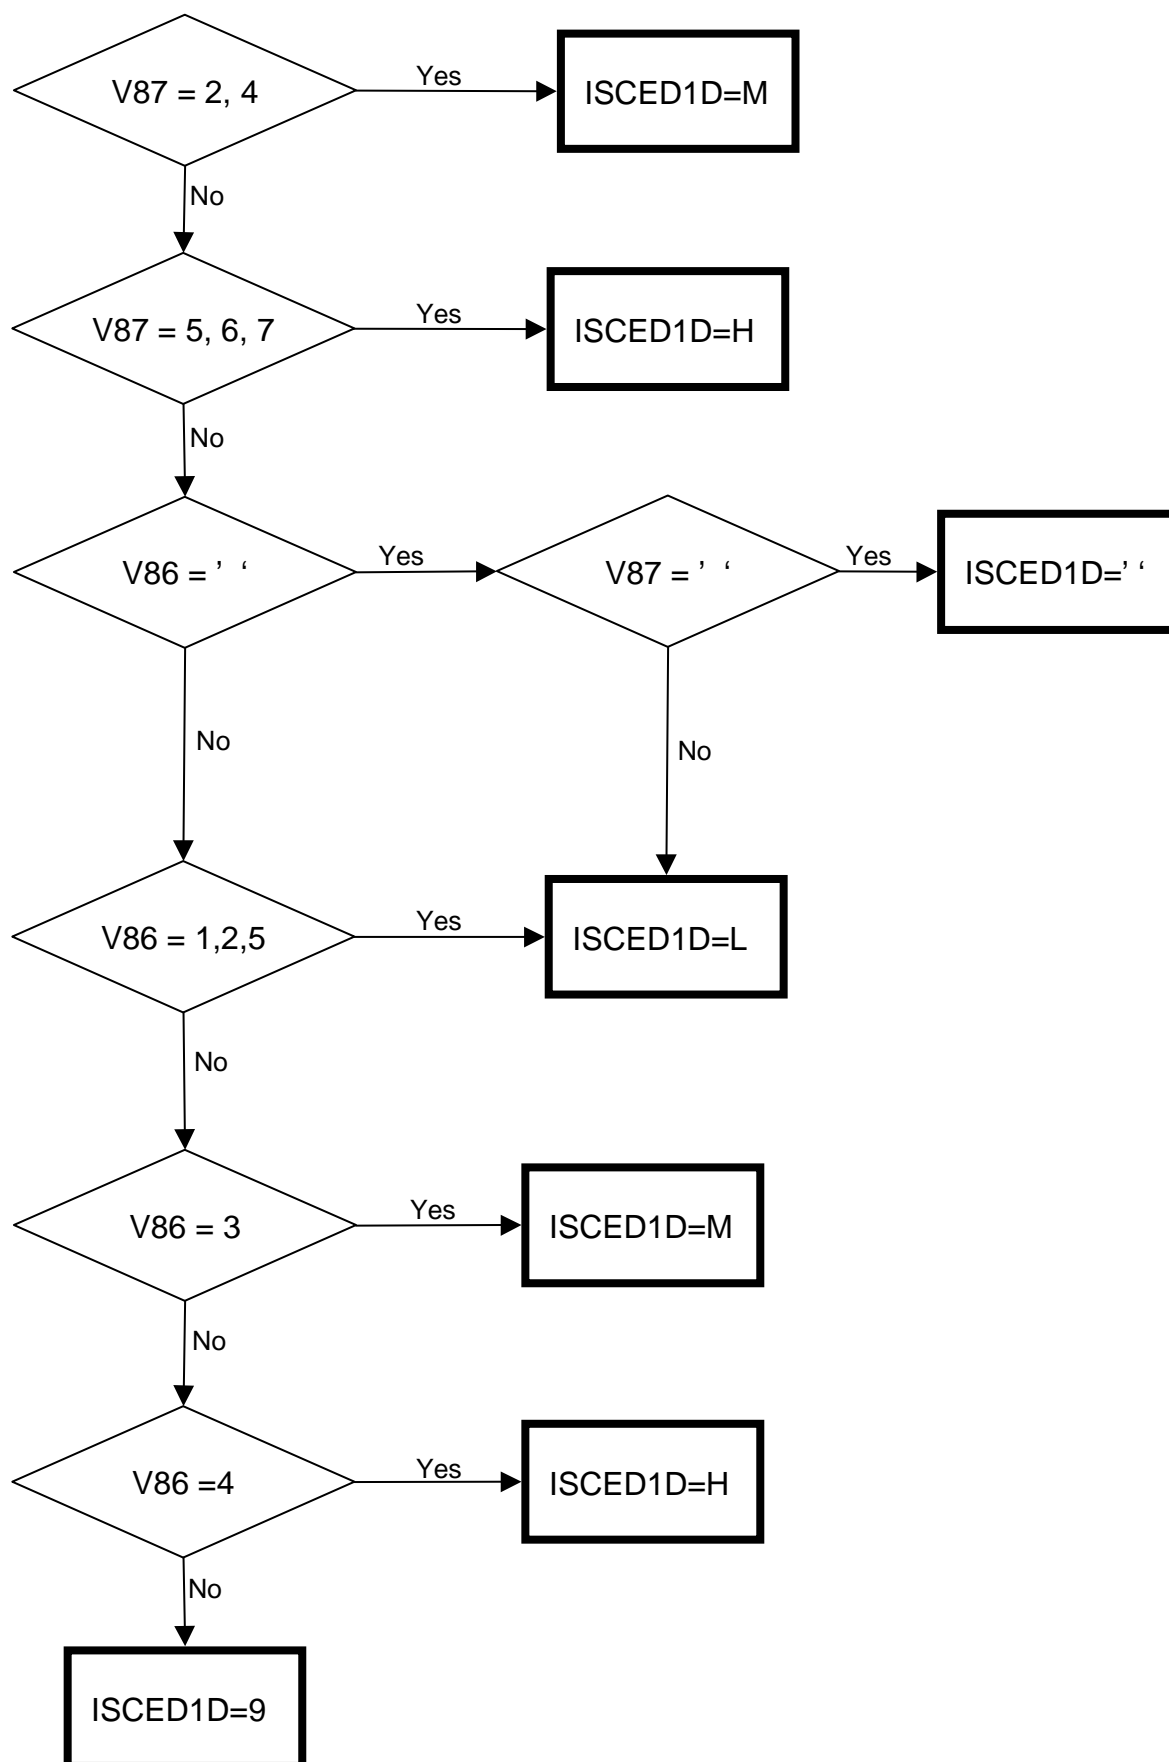 V87 = 2, 4
Yes
ISCED1D=M
No
V87 = 5, 6, 7
Yes
ISCED1D=H
No
V86 = ’ ‘
Yes
V87 = ’ ‘
Yes
ISCED1D=’ ‘
No
No
V86 = 1,2,5
Yes
ISCED1D=L
No
V86 = 3
Yes
ISCED1D=M
No
V86 =4
Yes
ISCED1D=H
No
ISCED1D=9